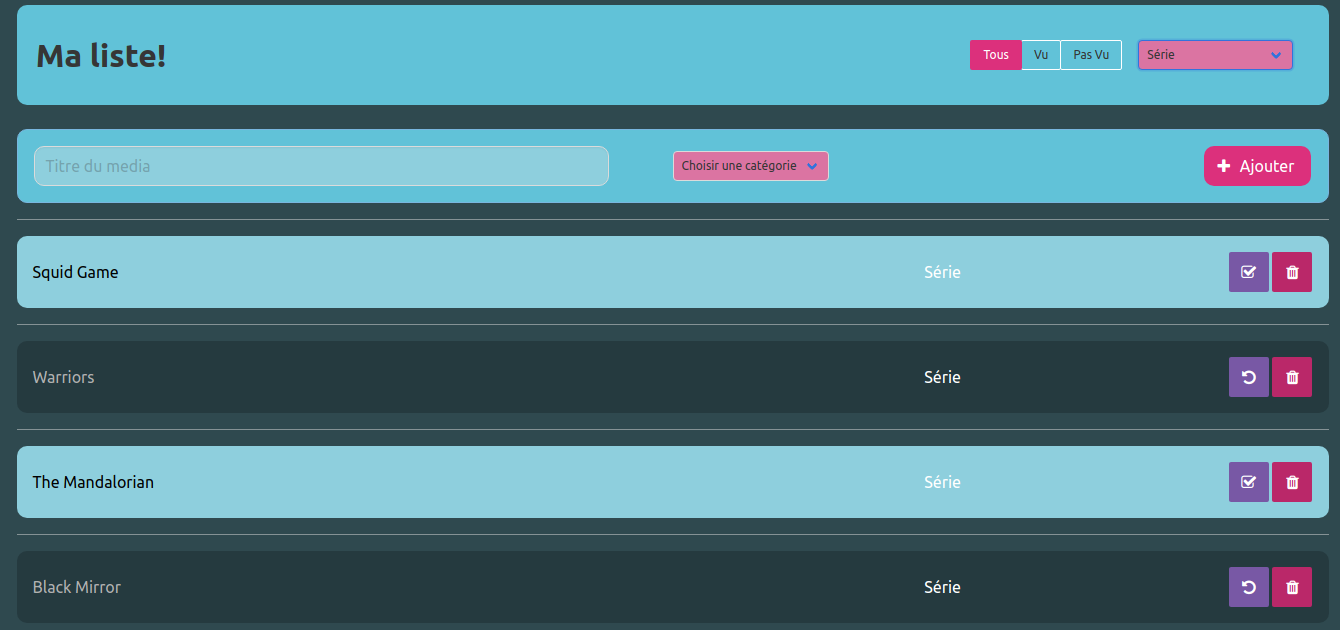 Ma liste!
Tous Vu Pas Vu Série
Titre du media Choisir une catégorie Ajouter
Squid Game Série
Warriors Série
The Mandalorian Série
Black Mirror Série